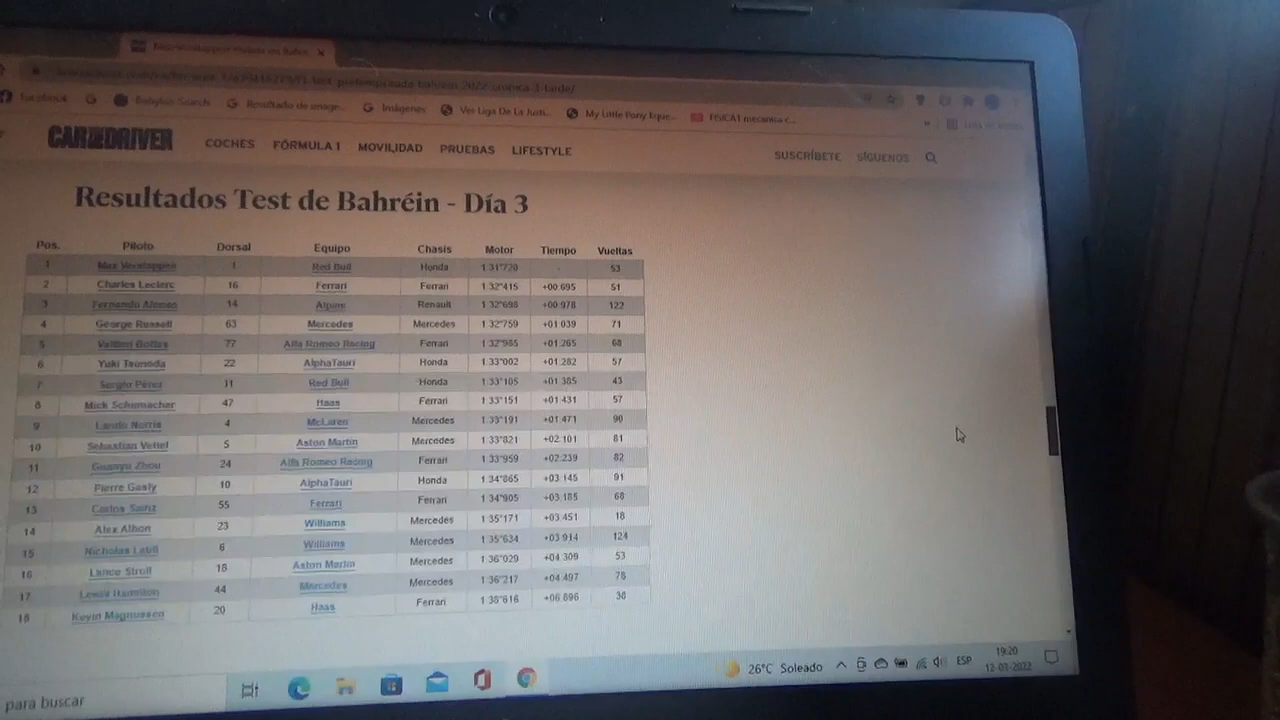 Facebook
Babylon Search
Resultado de image...
Imágenes
Ver Liga De La Justi...
My Little Pony Eque...
FISICA1 mecánica c...
CAR AND DRIVER
COCHES FÓRMULA 1 MOVILIDAD PRUEBAS LIFESTYLE SUSCRÍBETE SÍGUENOS
Resultados Test de Bahréin - Día 3
Pos. Piloto Dorsal Equipo Chasis Motor Tiempo Vueltas
1 Max Verstappen 1 Red Bull Honda 1'31"720 - 53
2 Charles Leclerc 16 Ferrari Ferrari 1'32"415 +00.695 51
3 Fernando Alonso 14 Alpine Renault 1'32"698 +00.978 122
4 George Russell 63 Mercedes Mercedes 1'32"759 +01.039 71
5 Valtteri Bottas 77 Alfa Romeo Racing Ferrari 1'32"985 +01.265 68
6 Yuki Tsunoda 22 AlphaTauri Honda 1'33"002 +01.282 57
7 Sergio Pérez 11 Red Bull Honda 1'33"105 +01.385 43
8 Mick Schumacher 47 Haas Ferrari 1'33"151 +01.431 57
9 Lando Norris 4 McLaren Mercedes 1'33"191 +01.471 90
10 Sebastian Vettel 5 Aston Martin Mercedes 1'33"821 +02.101 81
11 Guanyu Zhou 24 Alfa Romeo Racing Ferrari 1'33"959 +02.239 82
12 Pierre Gasly 10 AlphaTauri Honda 1'34"865 +03.145 91
13 Carlos Sainz 55 Ferrari Ferrari 1'34"905 +03.185 68
14 Alex Albon 23 Williams Mercedes 1'35"171 +03.451 18
15 Nicholas Latifi 6 Williams Mercedes 1'35"634 +03.914 124
16 Lance Stroll 18 Aston Martin Mercedes 1'36"029 +04.309 53
17 Lewis Hamilton 44 Mercedes Mercedes 1'36"217 +04.497 78
18 Kevin Magnussen 20 Haas Ferrari 1'38"616 +06.896 38
para buscar
26°C Soleado
ESP
19:20
12-03-2022